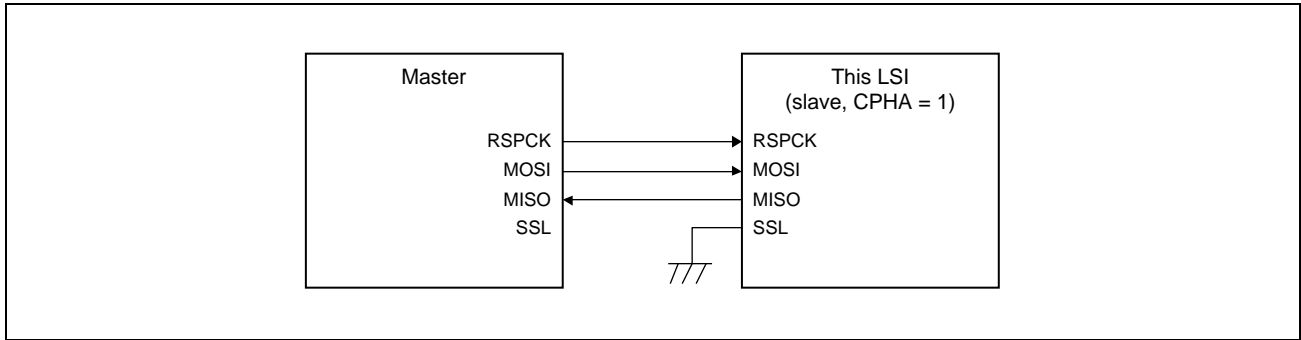 Master
RSPCK
MOSI
MISO
SSL
This LSI
(slave, CPHA = 1)
RSPCK
MOSI
MISO
SSL